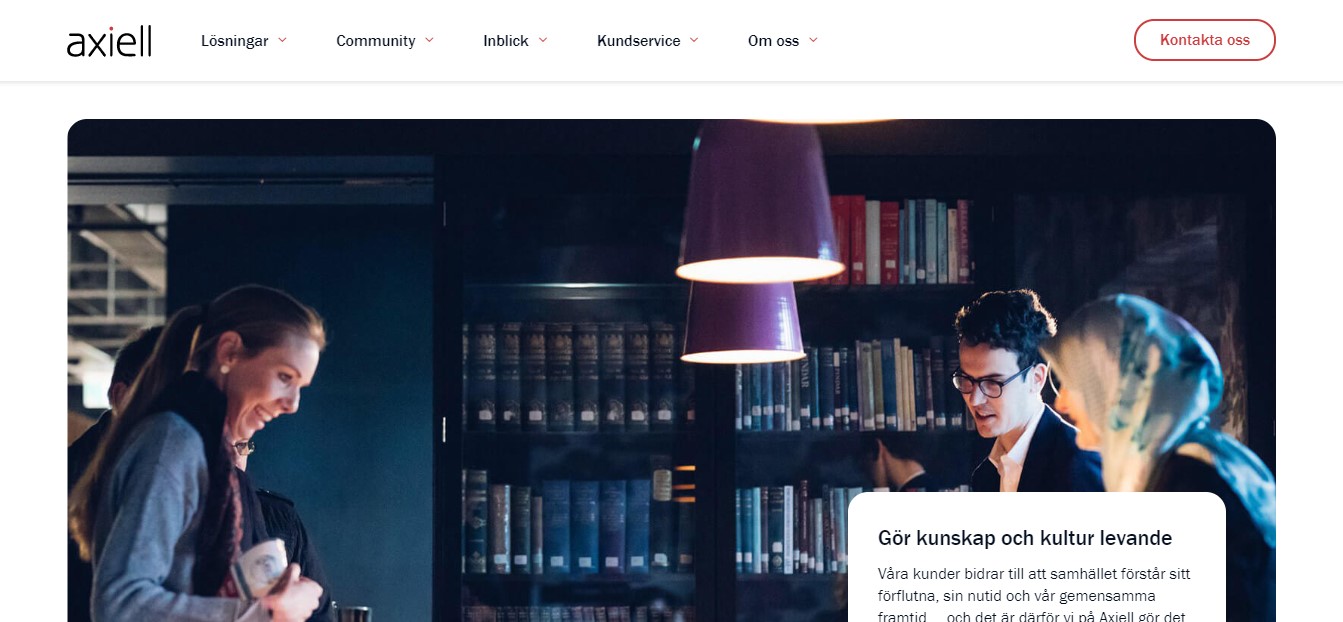 axiell
Lösningar
Community
Inblick
Kundservice
Om oss
Kontakta oss
Gör kunskap och kultur levande
Våra kunder bidrar till att samhället förstår sitt
förflutna, sin nutid och vår gemensamma
framtid ... och det är därför vi på Axiell gör det